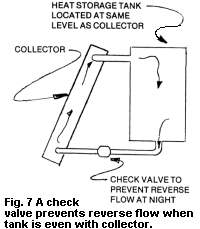 HEAT STORAGE TANK
LOCATED AT SAME
LEVEL AS COLLECTOR
COLLECTOR
CHECK VALVE TO
PREVENT REVERSE
FLOW AT NIGHT
Fig. 7 A check
valve prevents reverse flow when
tank is even with collector.